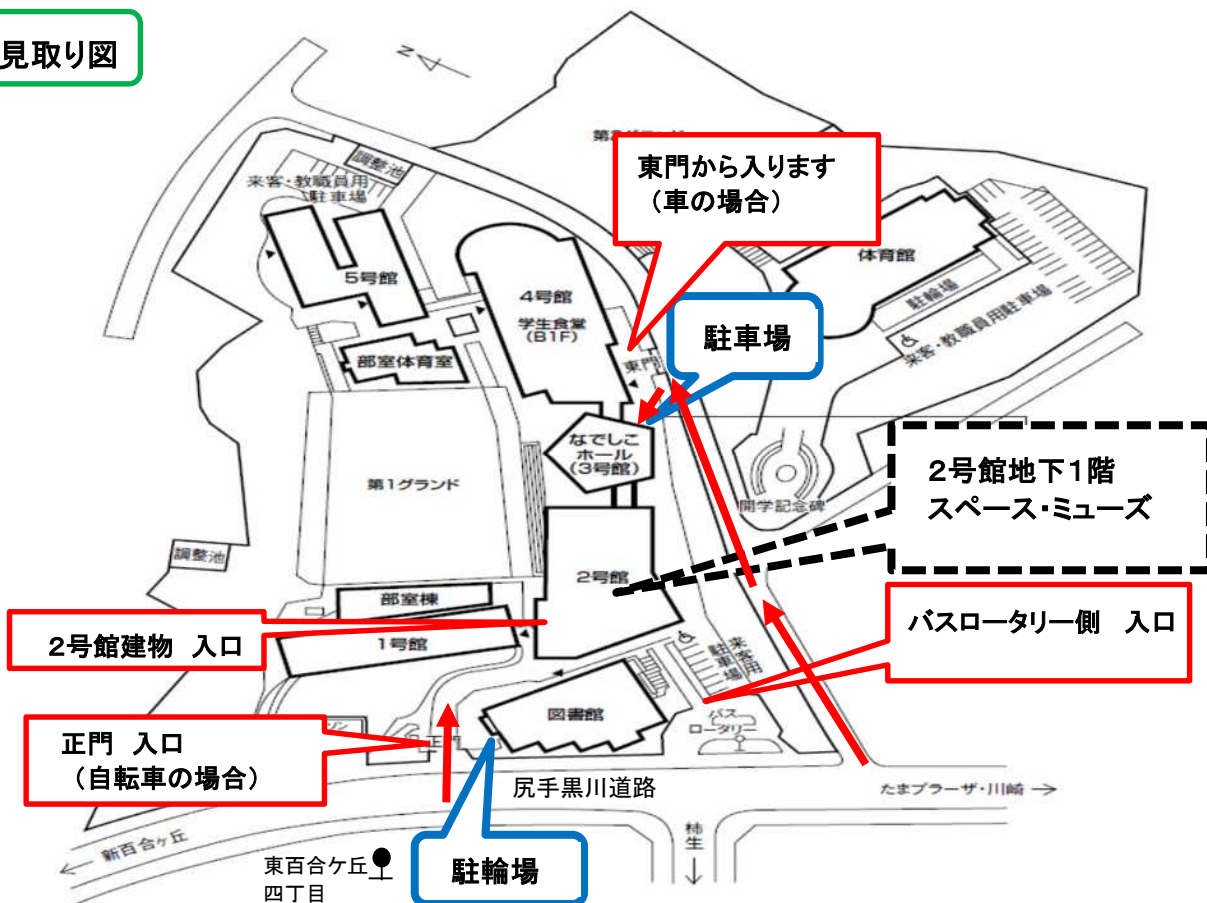 見取り図
N
調整池
来客・教職員用
駐車場
5号館
部室体育室
4号館
学生食堂
(B1F)
東門から入ります
(車の場合)
東門
駐車場
体育館
駐輪場
来客・教職員用駐車場
なでしこ
ホール
(3号館)
第1グランド
開学記念碑
2号館地下1階
スペース・ミューズ
調整池
2号館
部室棟
1号館
2号館建物 入口
バスロータリー側 入口
来客用
駐車場
図書館
バス
ロータリー
正門 入口
(自転車の場合)
尻手黒川道路
たまプラーザ・川崎 →
← 新百合ヶ丘
柿生
↓
東百合ケ丘
四丁目
駐輪場